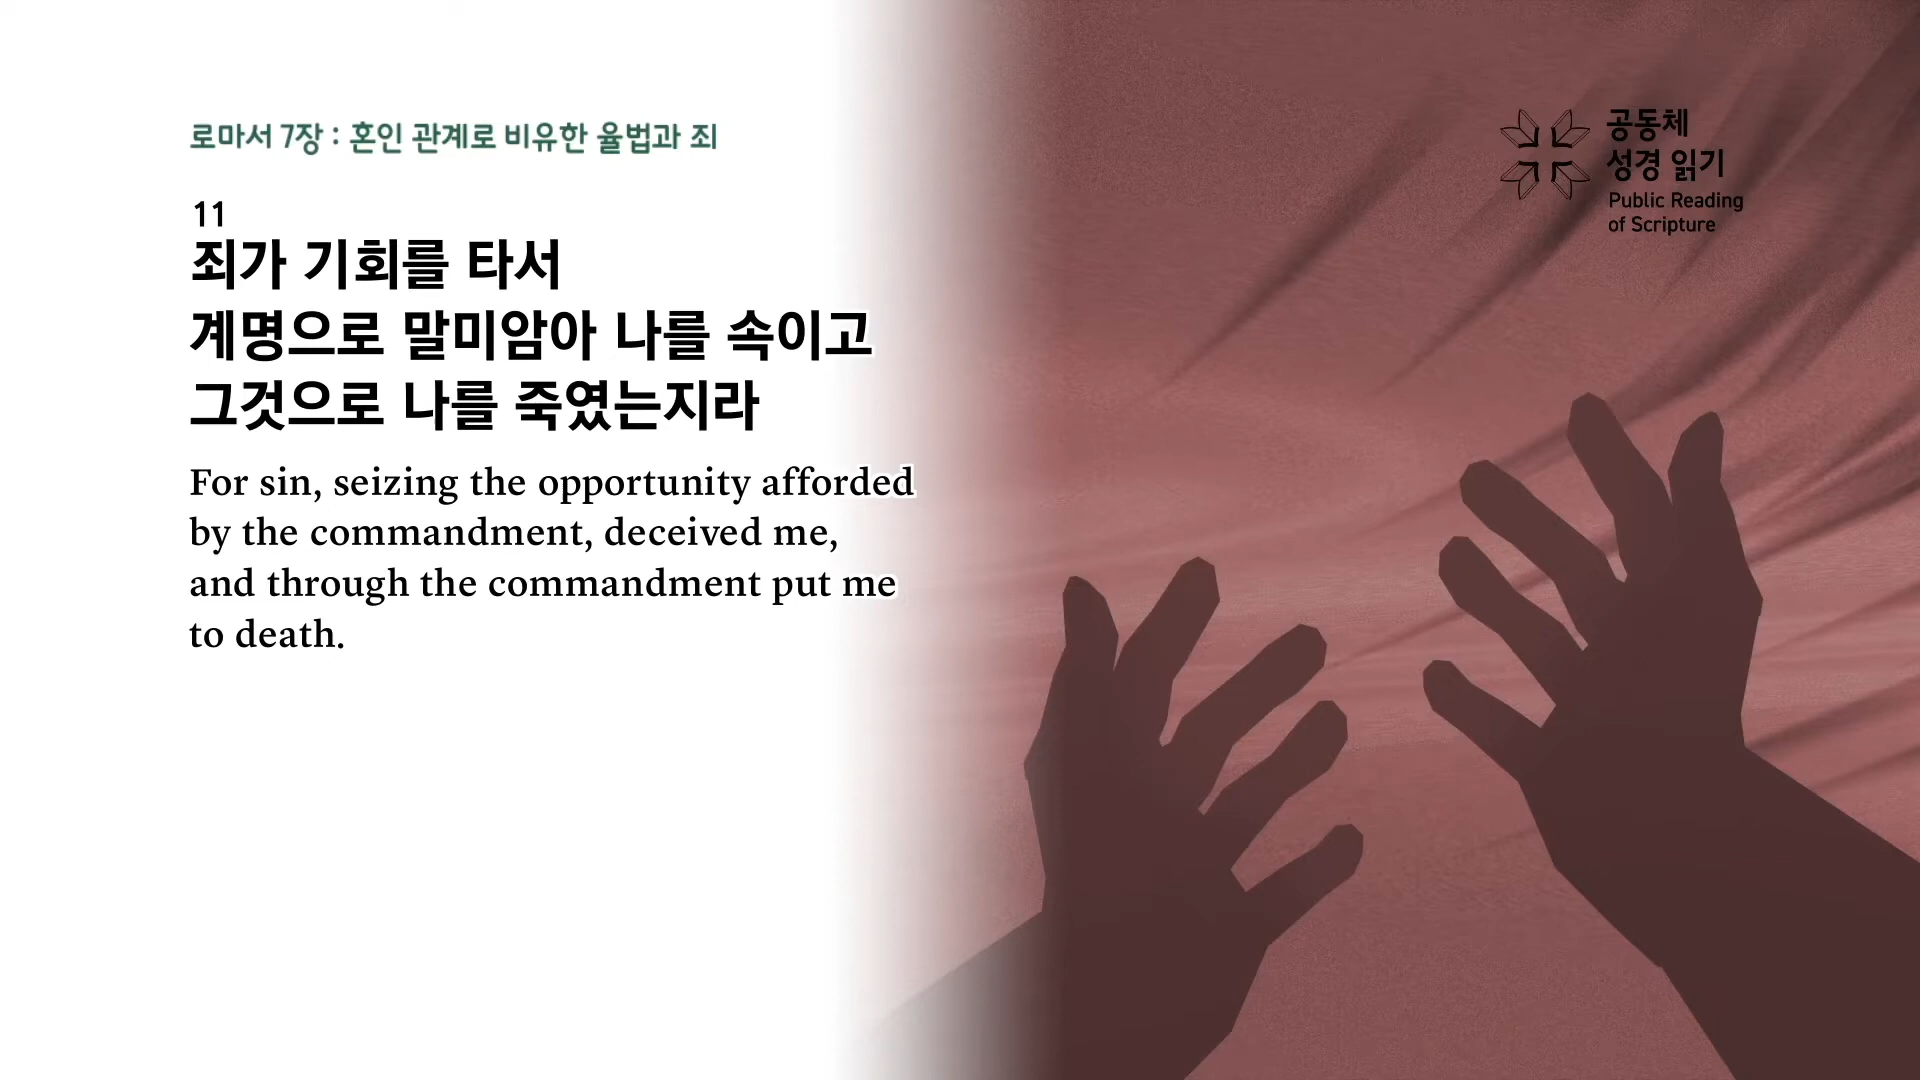 로마서 7장 : 혼인 관계로 비유한 율법과 죄
11
죄가 기회를 타서
계명으로 말미암아 나를 속이고
그것으로 나를 죽였는지라
For sin, seizing the opportunity afforded
by the commandment, deceived me,
and through the commandment put me
to death.
공동체
성경 읽기
Public Reading
of Scripture